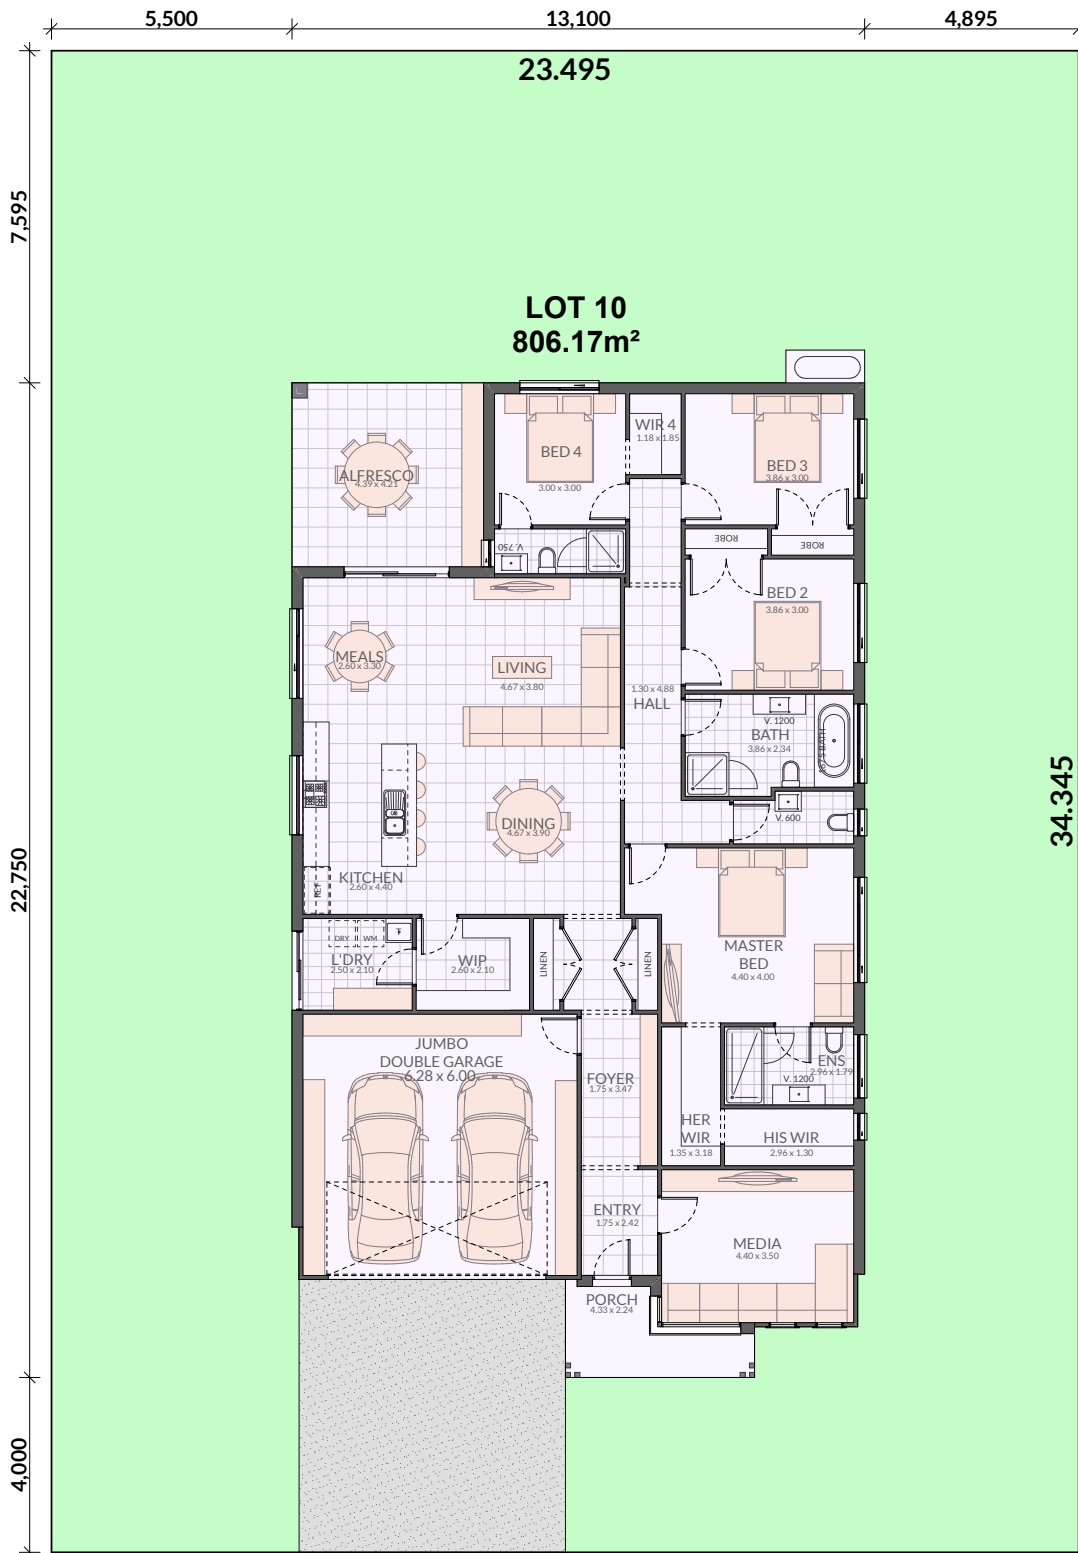 5,500
13,100
4,895
23.495
7,595
LOT 10
806.17m²
WIR 4
1.18 x 1.85
BED 4
3.00 x 3.00
BED 3
3.86 x 3.00
ALFRESCO
4.39 x 4.21
V. 750
ROBE
ROBE
BED 2
3.86 x 3.00
MEALS
2.60 x 3.30
LIVING
4.67 x 3.80
1.30 x 4.88
HALL
V. 1200
BATH
3.86 x 2.34
1675 BATH
34.345
DINING
4.67 x 3.90
V. 600
22,750
KITCHEN
2.60 x 4.40
REF
DRY
WM
T
L'DRY
2.50 x 2.10
WIP
2.60 x 2.10
LINEN
LINEN
MASTER
BED
4.40 x 4.00
JUMBO
DOUBLE GARAGE
6.28 x 6.00
FOYER
1.75 x 3.47
ENS
2.96 x 1.79
V. 1200
HER
WIR
1.35 x 3.18
HIS WIR
2.96 x 1.30
ENTRY
1.75 x 2.42
MEDIA
4.40 x 3.50
PORCH
4.33 x 2.24
4,000